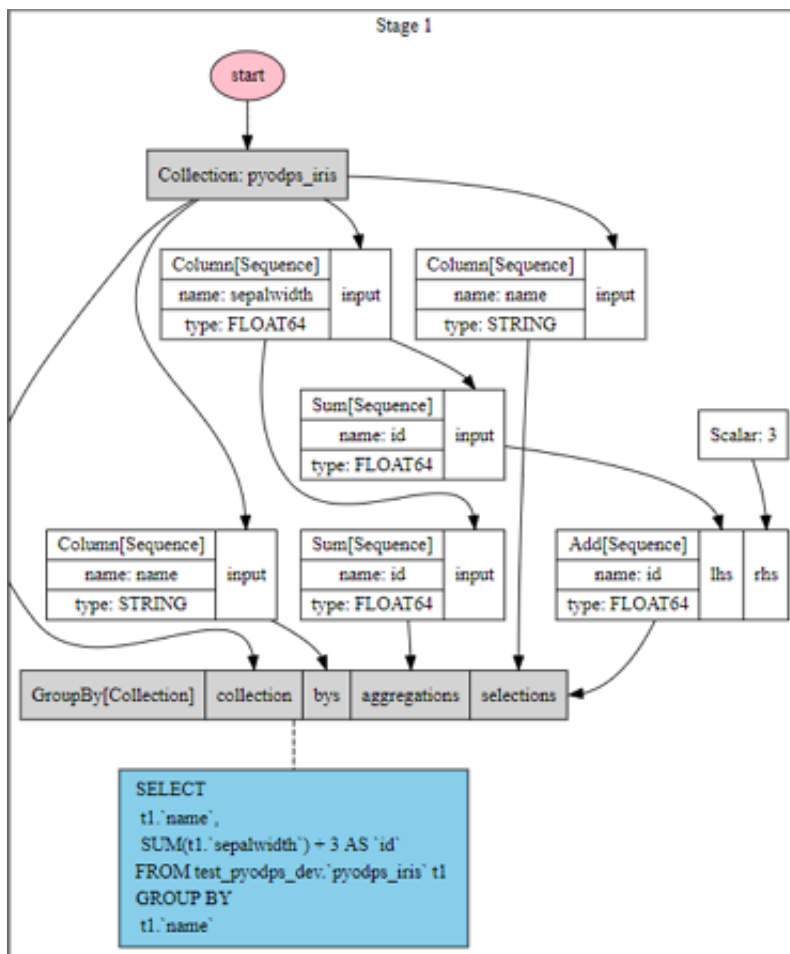 Stage 1
start
Collection: pyodps_iris
Column[Sequence]
name: sepalwidth
type: FLOAT64
input
Column[Sequence]
name: name
type: STRING
input
Sum[Sequence]
name: id
type: FLOAT64
input
Scalar: 3
Column[Sequence]
name: name
type: STRING
input
Sum[Sequence]
name: id
type: FLOAT64
input
Add[Sequence]
name: id
type: FLOAT64
lhs
rhs
GroupBy[Collection] collection bys aggregations selections
SELECT
t1.`name`,
SUM(t1.`sepalwidth`) + 3 AS `id`
FROM test_pyodps_dev.`pyodps_iris` t1
GROUP BY
t1.`name`